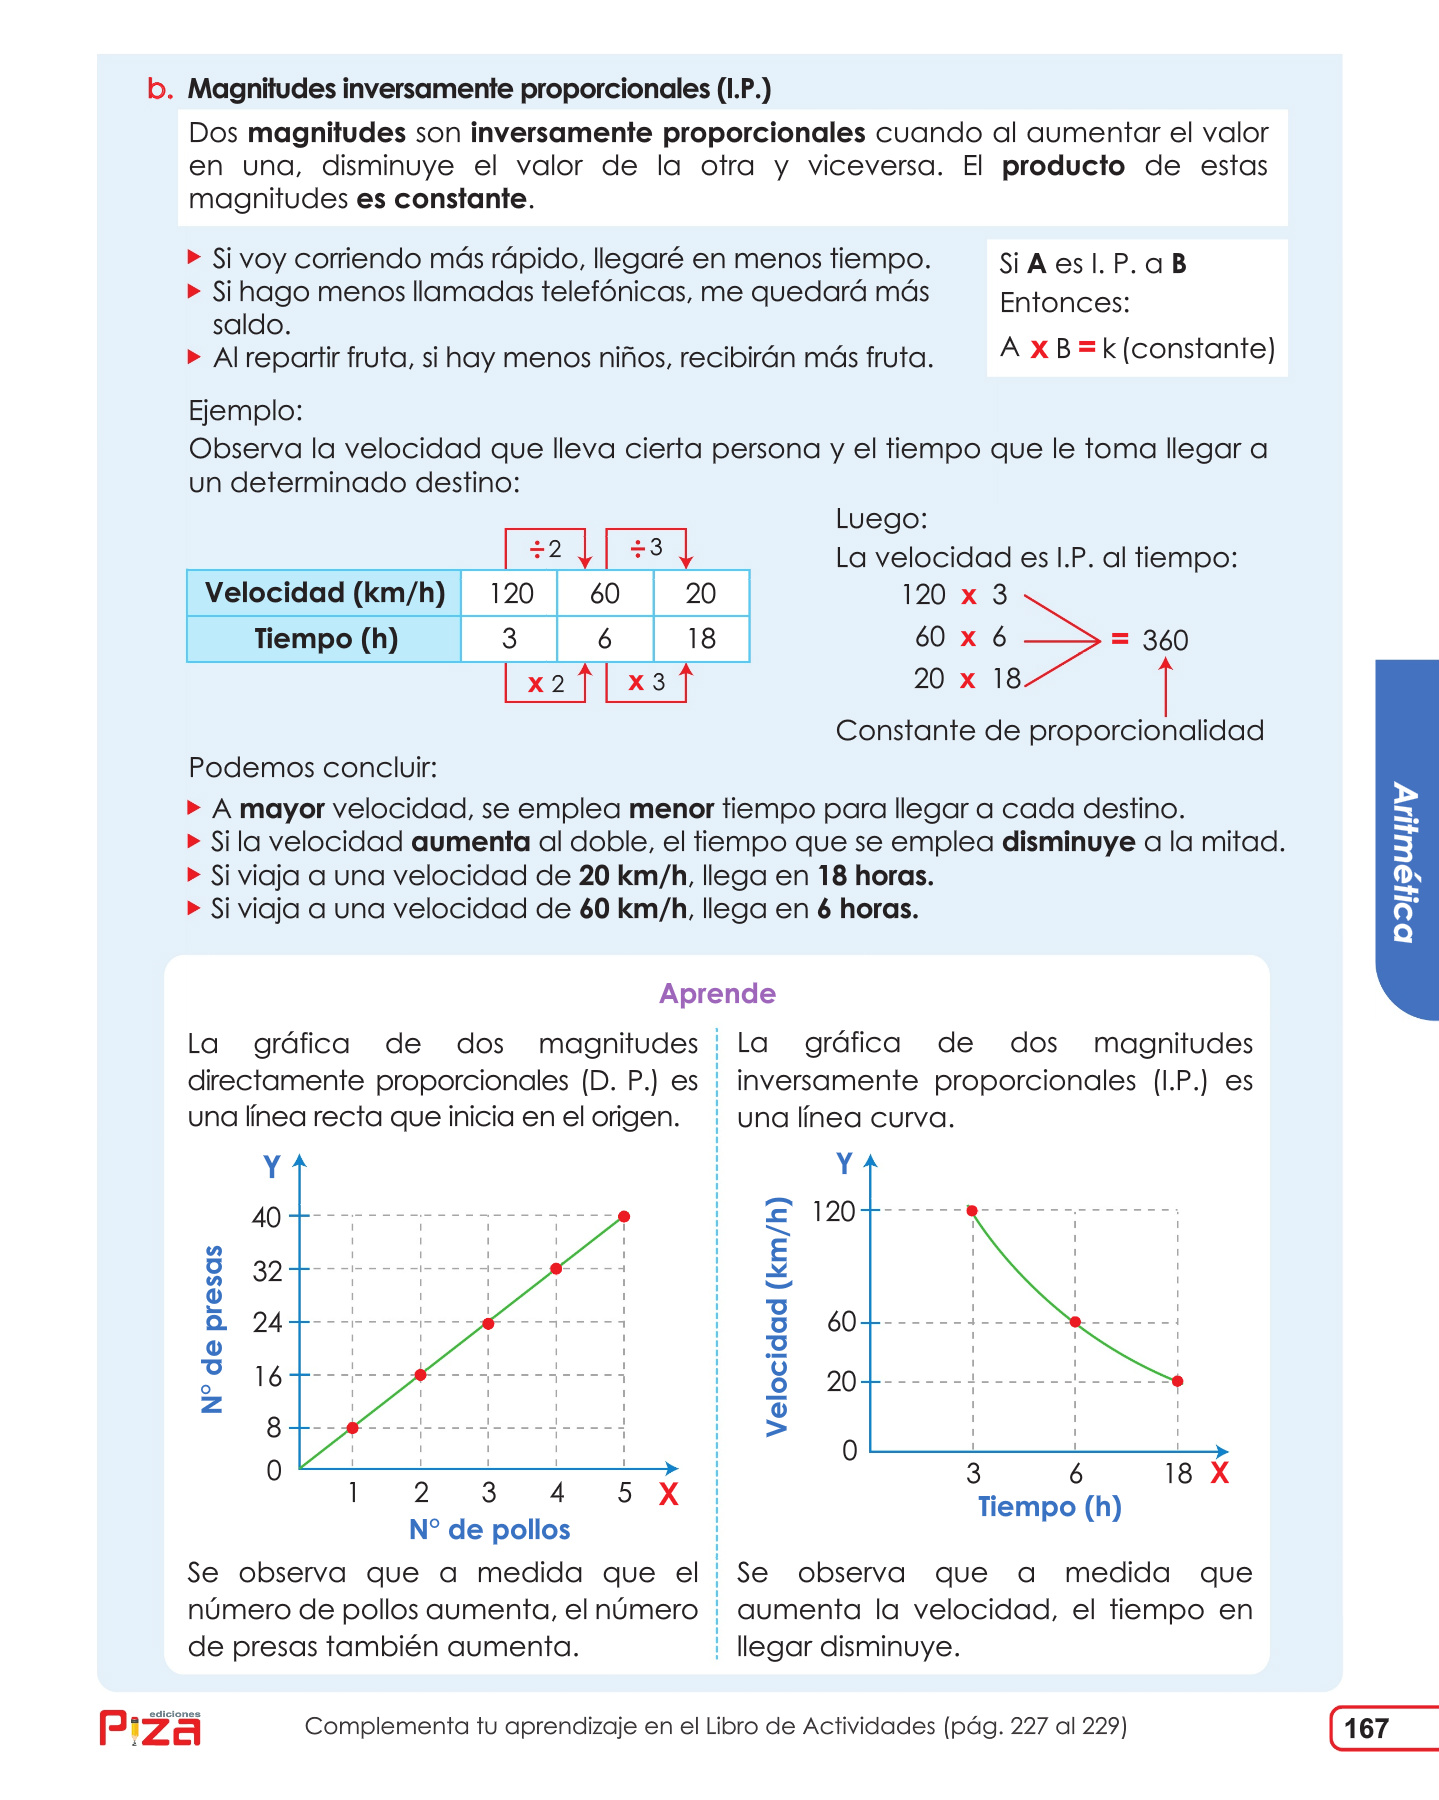 b. Magnitudes inversamente proporcionales (I.P.)
Dos magnitudes son inversamente proporcionales cuando al aumentar el valor
en una, disminuye el valor de la otra y viceversa. El producto de estas
magnitudes es constante.
Si voy corriendo más rápido, llegaré en menos tiempo.
Si hago menos llamadas telefónicas, me quedará más
saldo.
Al repartir fruta, si hay menos niños, recibirán más fruta.
Si A es I. P. a B
Entonces:
A x B = k (constante)
Ejemplo:
Observa la velocidad que lleva cierta persona y el tiempo que le toma llegar a
un determinado destino:
÷2 ÷3
Velocidad (km/h) 120 60 20
Tiempo (h) 3 6 18
x 2 x 3
Luego:
La velocidad es I.P. al tiempo:
120 x 3
60 x 6 = 360
20 x 18
Constante de proporcionalidad
Podemos concluir:
A mayor velocidad, se emplea menor tiempo para llegar a cada destino.
Si la velocidad aumenta al doble, el tiempo que se emplea disminuye a la mitad.
Si viaja a una velocidad de 20 km/h, llega en 18 horas.
Si viaja a una velocidad de 60 km/h, llega en 6 horas.
Aritmética
Aprende
La gráfica de dos magnitudes
directamente proporcionales (D. P.) es
una línea recta que inicia en el origen.
Y
40
32
24
16
8
0
1 2 3 4 5 X
N° de presas
N° de pollos
Se observa que a medida que el
número de pollos aumenta, el número
de presas también aumenta.
La gráfica de dos magnitudes
inversamente proporcionales (I.P.) es
una línea curva.
Y
120
60
20
0
3 6 18 X
Velocidad (km/h)
Tiempo (h)
Se observa que a medida que
aumenta la velocidad, el tiempo en
llegar disminuye.
ediciones
Piza
Complementa tu aprendizaje en el Libro de Actividades (pág. 227 al 229)
167